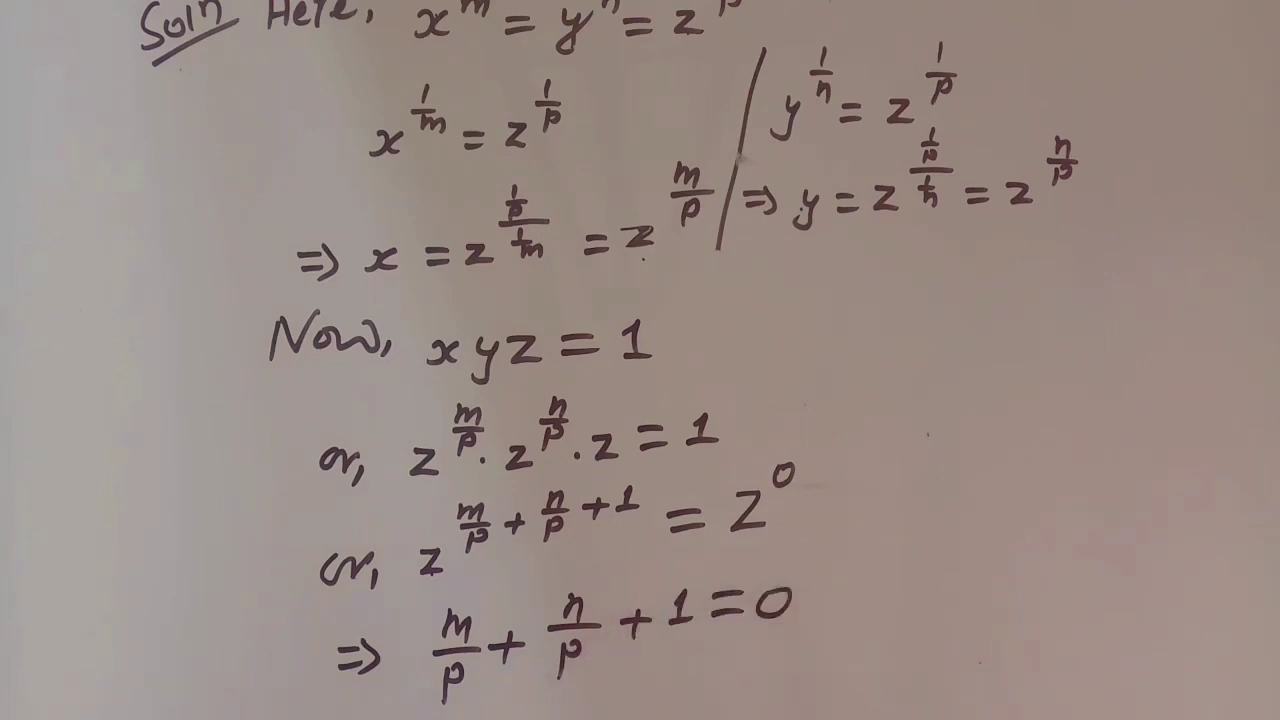 Soln Here, x^m = y^n = z^p
x^(1/m) = z^(1/p)
⇒ x = z^((1/p)/(1/m)) = z^(m/p)
y^(1/n) = z^(1/p)
⇒ y = z^((1/p)/(1/n)) = z^(n/p)
Now, xyz = 1
or, z^(m/p) . z^(n/p) . z = 1
or, z^(m/p + n/p + 1) = z^0
⇒ m/p + n/p + 1 = 0